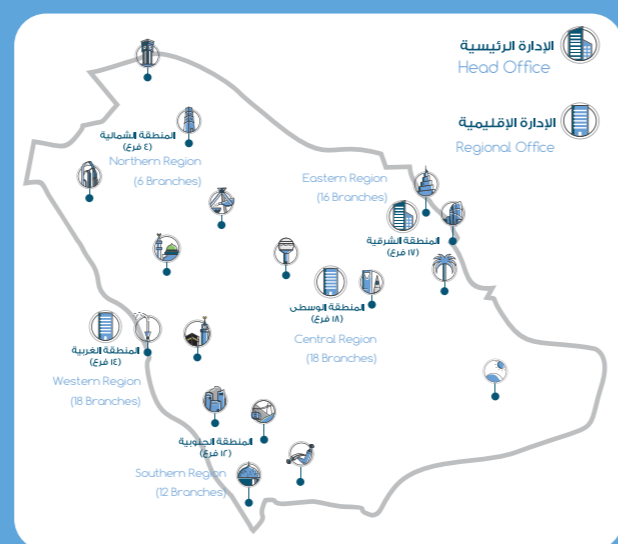 الإدارة الرئيسية
Head Office
الإدارة الإقليمية
Regional Office
المنطقة الشمالية
(٤ فرع)
Northern Region
(6 Branches)
Eastern Region
(16 Branches)
المنطقة الشرقية
(١٧ فرع)
المنطقة الوسطى
(١٨ فرع)
Central Region
(18 Branches)
المنطقة الغربية
(١٤ فرع)
Western Region
(18 Branches)
المنطقة الجنوبية
(١٢ فرع)
Southern Region
(12 Branches)